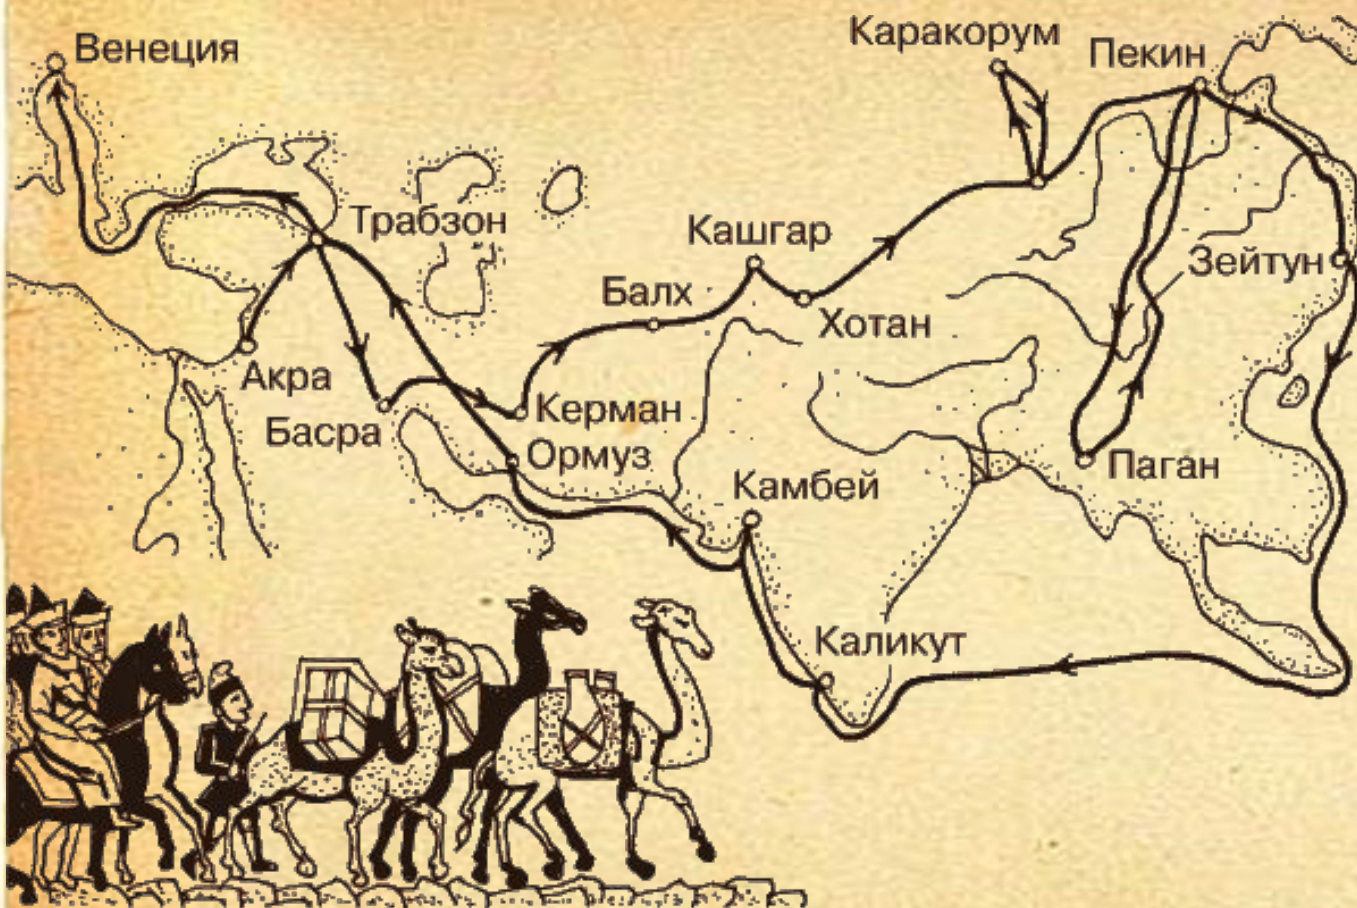 Венеция
Каракорум
Пекин
Трабзон
Кашгар
Зейтун
Балх
Хотан
Акра
Басра
Керман
Ормуз
Паган
Камбей
Каликут